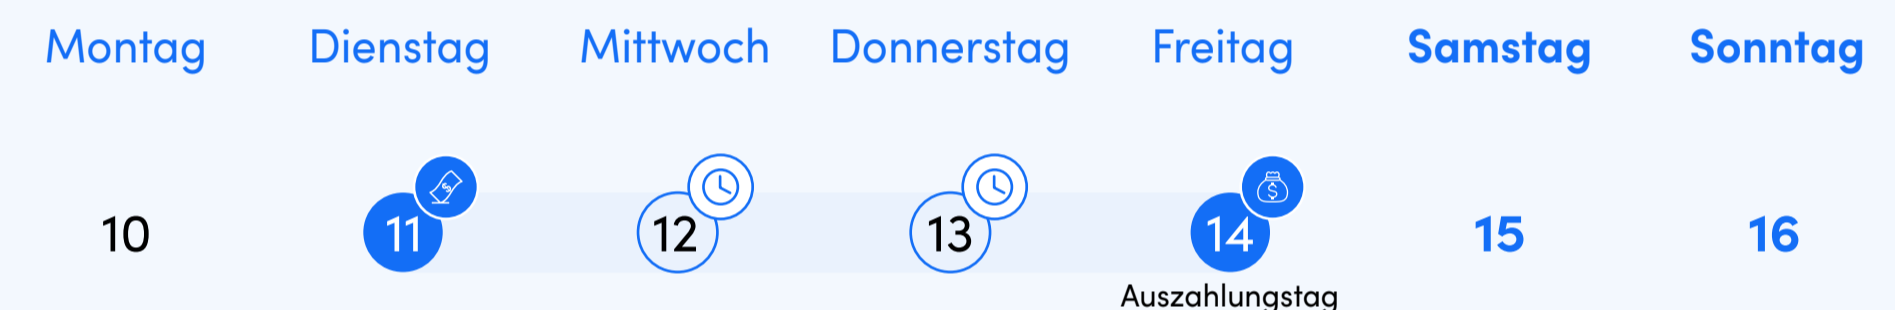 Montag Dienstag Mittwoch Donnerstag Freitag Samstag Sonntag
10 11 12 13 14 15 16
Auszahlungstag